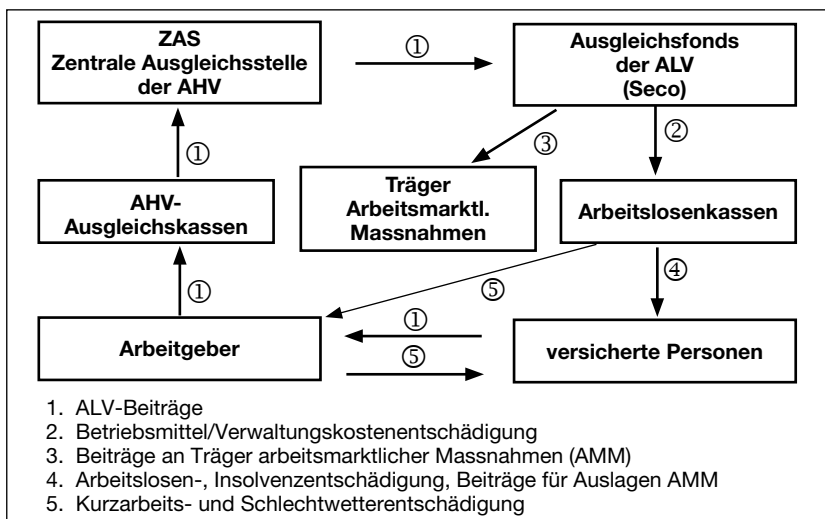 ZAS
Zentrale Ausgleichsstelle
der AHV
①
Ausgleichsfonds
der ALV
(Seco)
③
②
①
AHV-
Ausgleichskassen
Träger
Arbeitsmarktl.
Massnahmen
Arbeitslosenkassen
①
⑤
④
Arbeitgeber
①
⑤
versicherte Personen
1. ALV-Beiträge
2. Betriebsmittel/Verwaltungskostenentschädigung
3. Beiträge an Träger arbeitsmarktlicher Massnahmen (AMM)
4. Arbeitslosen-, Insolvenzentschädigung, Beiträge für Auslagen AMM
5. Kurzarbeits- und Schlechtwetterentschädigung